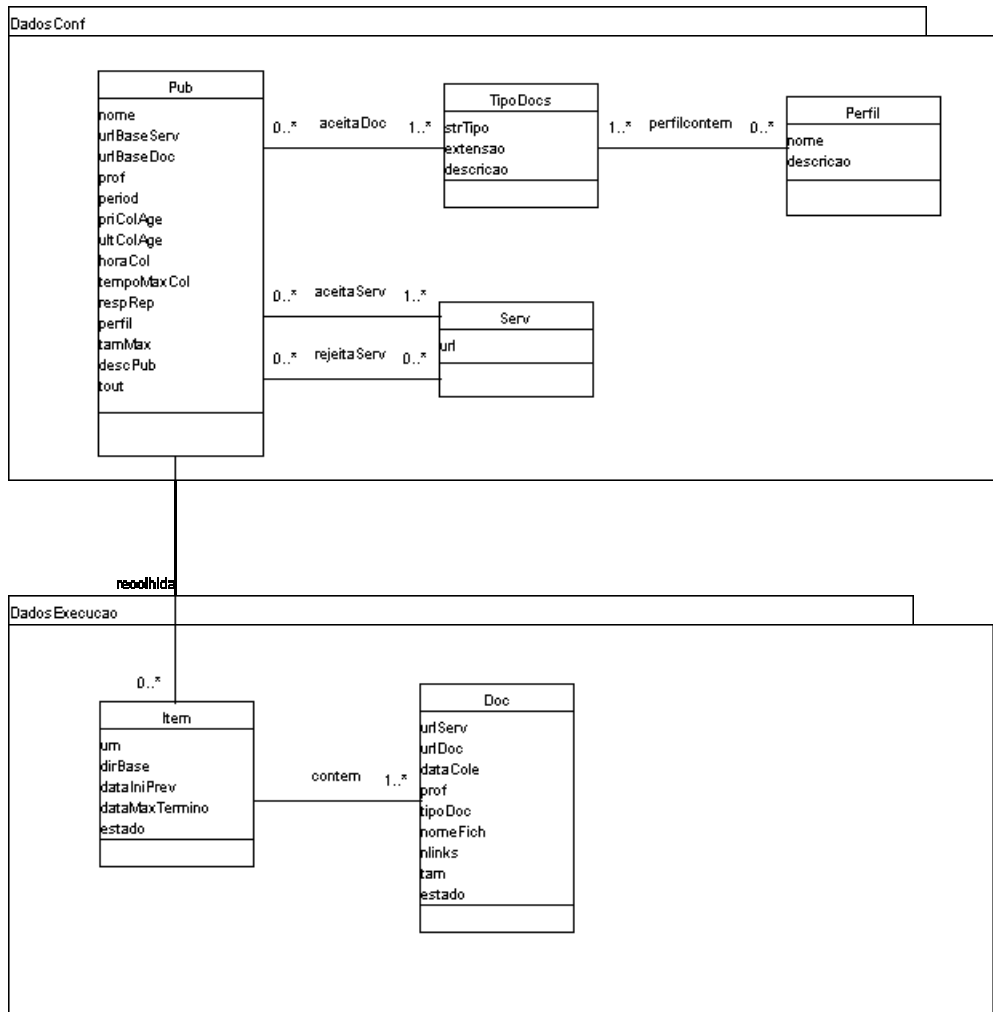 DadosConf
Pub
nome
urlBaseServ
urlBaseDoc
prof
period
priColAge
ultColAge
horaCol
tempoMaxCol
respRep
perfil
tamMax
descPub
tout
0..* aceitaDoc 1..*
TipoDocs
strTipo
extensao
descricao
1..* perfilcontem 0..*
Perfil
nome
descricao
0..* aceitaServ 1..*
0..* rejeitaServ 0..*
Serv
url
recolhida
DadosExecucao
0..*
Item
urn
dirBase
dataIniPrev
dataMaxTermino
estado
contem 1..*
Doc
urlServ
urlDoc
dataCole
prof
tipoDoc
nomeFich
nlinks
tam
estado